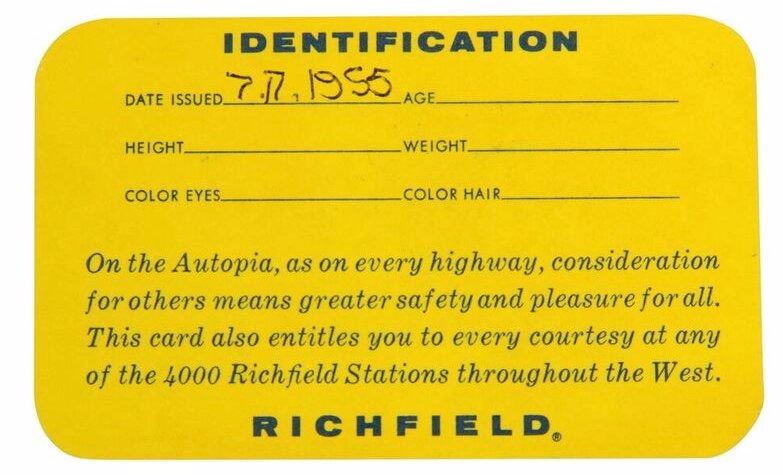 IDENTIFICATION
DATE ISSUED 7.17.1955 AGE
HEIGHT WEIGHT
COLOR EYES COLOR HAIR
On the Autopia, as on every highway, consideration
for others means greater safety and pleasure for all.
This card also entitles you to every courtesy at any
of the 4000 Richfield Stations throughout the West.
RICHFIELD®